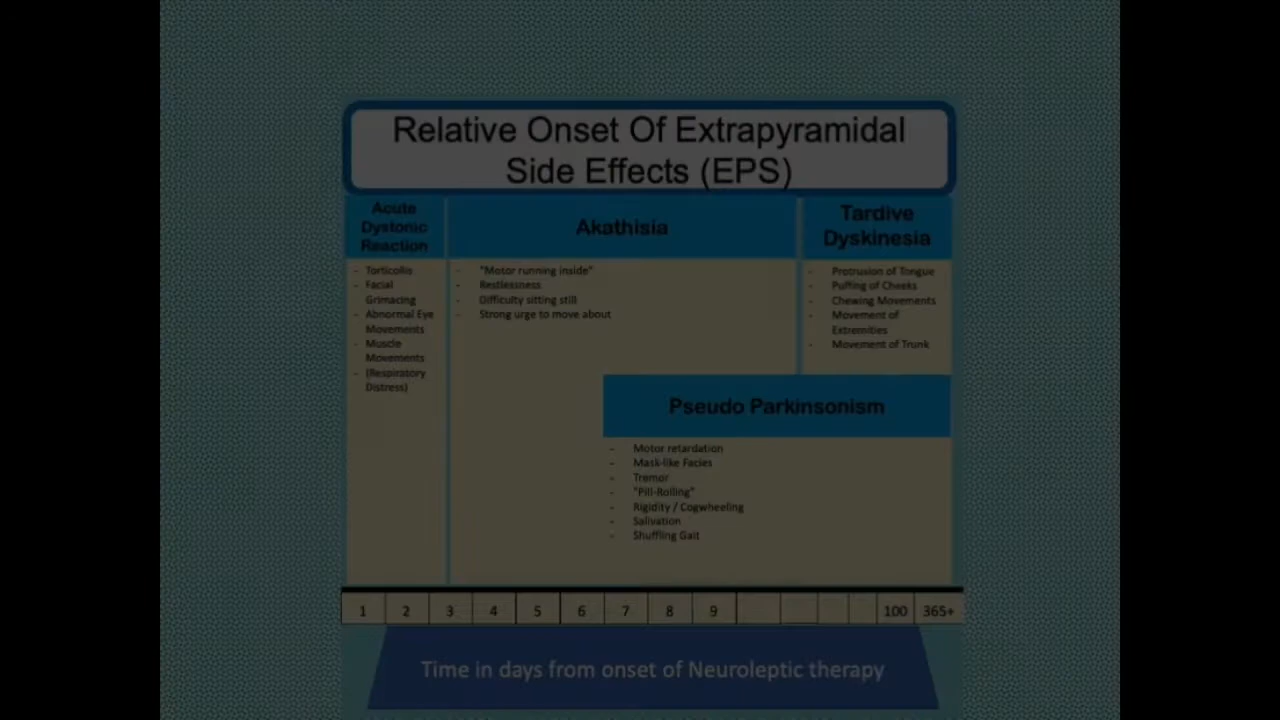 Relative Onset Of Extrapyramidal
Side Effects (EPS)
Acute
Dystonic
Reaction
- Torticollis
- Facial
Grimacing
- Abnormal Eye
Movements
- Muscle
Movements
- (Respiratory
Distress)
Akathisia
- "Motor running inside"
- Restlessness
- Difficulty sitting still
- Strong urge to move about
Tardive
Dyskinesia
- Protrusion of Tongue
- Puffing of Cheeks
- Chewing Movements
- Movement of
Extremities
- Movement of Trunk
Pseudo Parkinsonism
- Motor retardation
- Mask-like Facies
- Tremor
- "Pill-Rolling"
- Rigidity / Cogwheeling
- Salivation
- Shuffling Gait
1 2 3 4 5 6 7 8 9 100 365+
Time in days from onset of Neuroleptic therapy